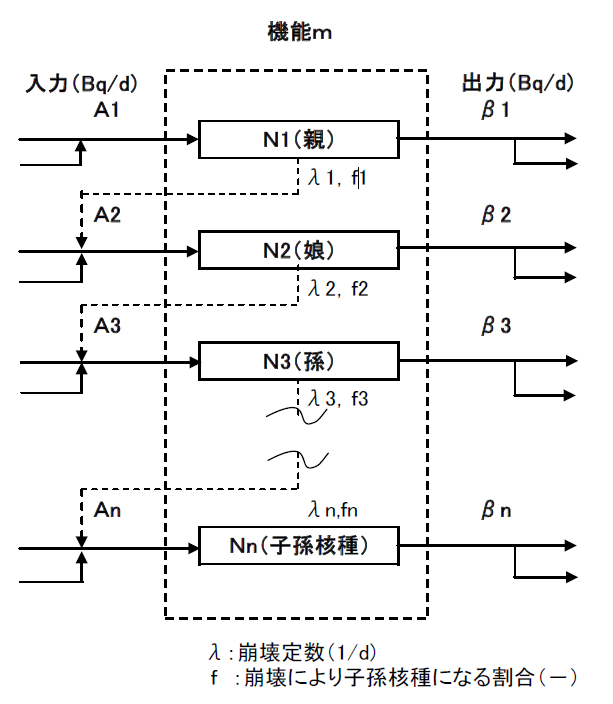 機能m
入力(Bq/d)
出力(Bq/d)
A1
β1
N1(親)
λ1, f1
A2
β2
N2(娘)
λ2, f2
A3
β3
N3(孫)
λ3, f3
An
λn,fn
βn
Nn(子孫核種)
λ:崩壊定数(1/d)
f :崩壊により子孫核種になる割合(-)